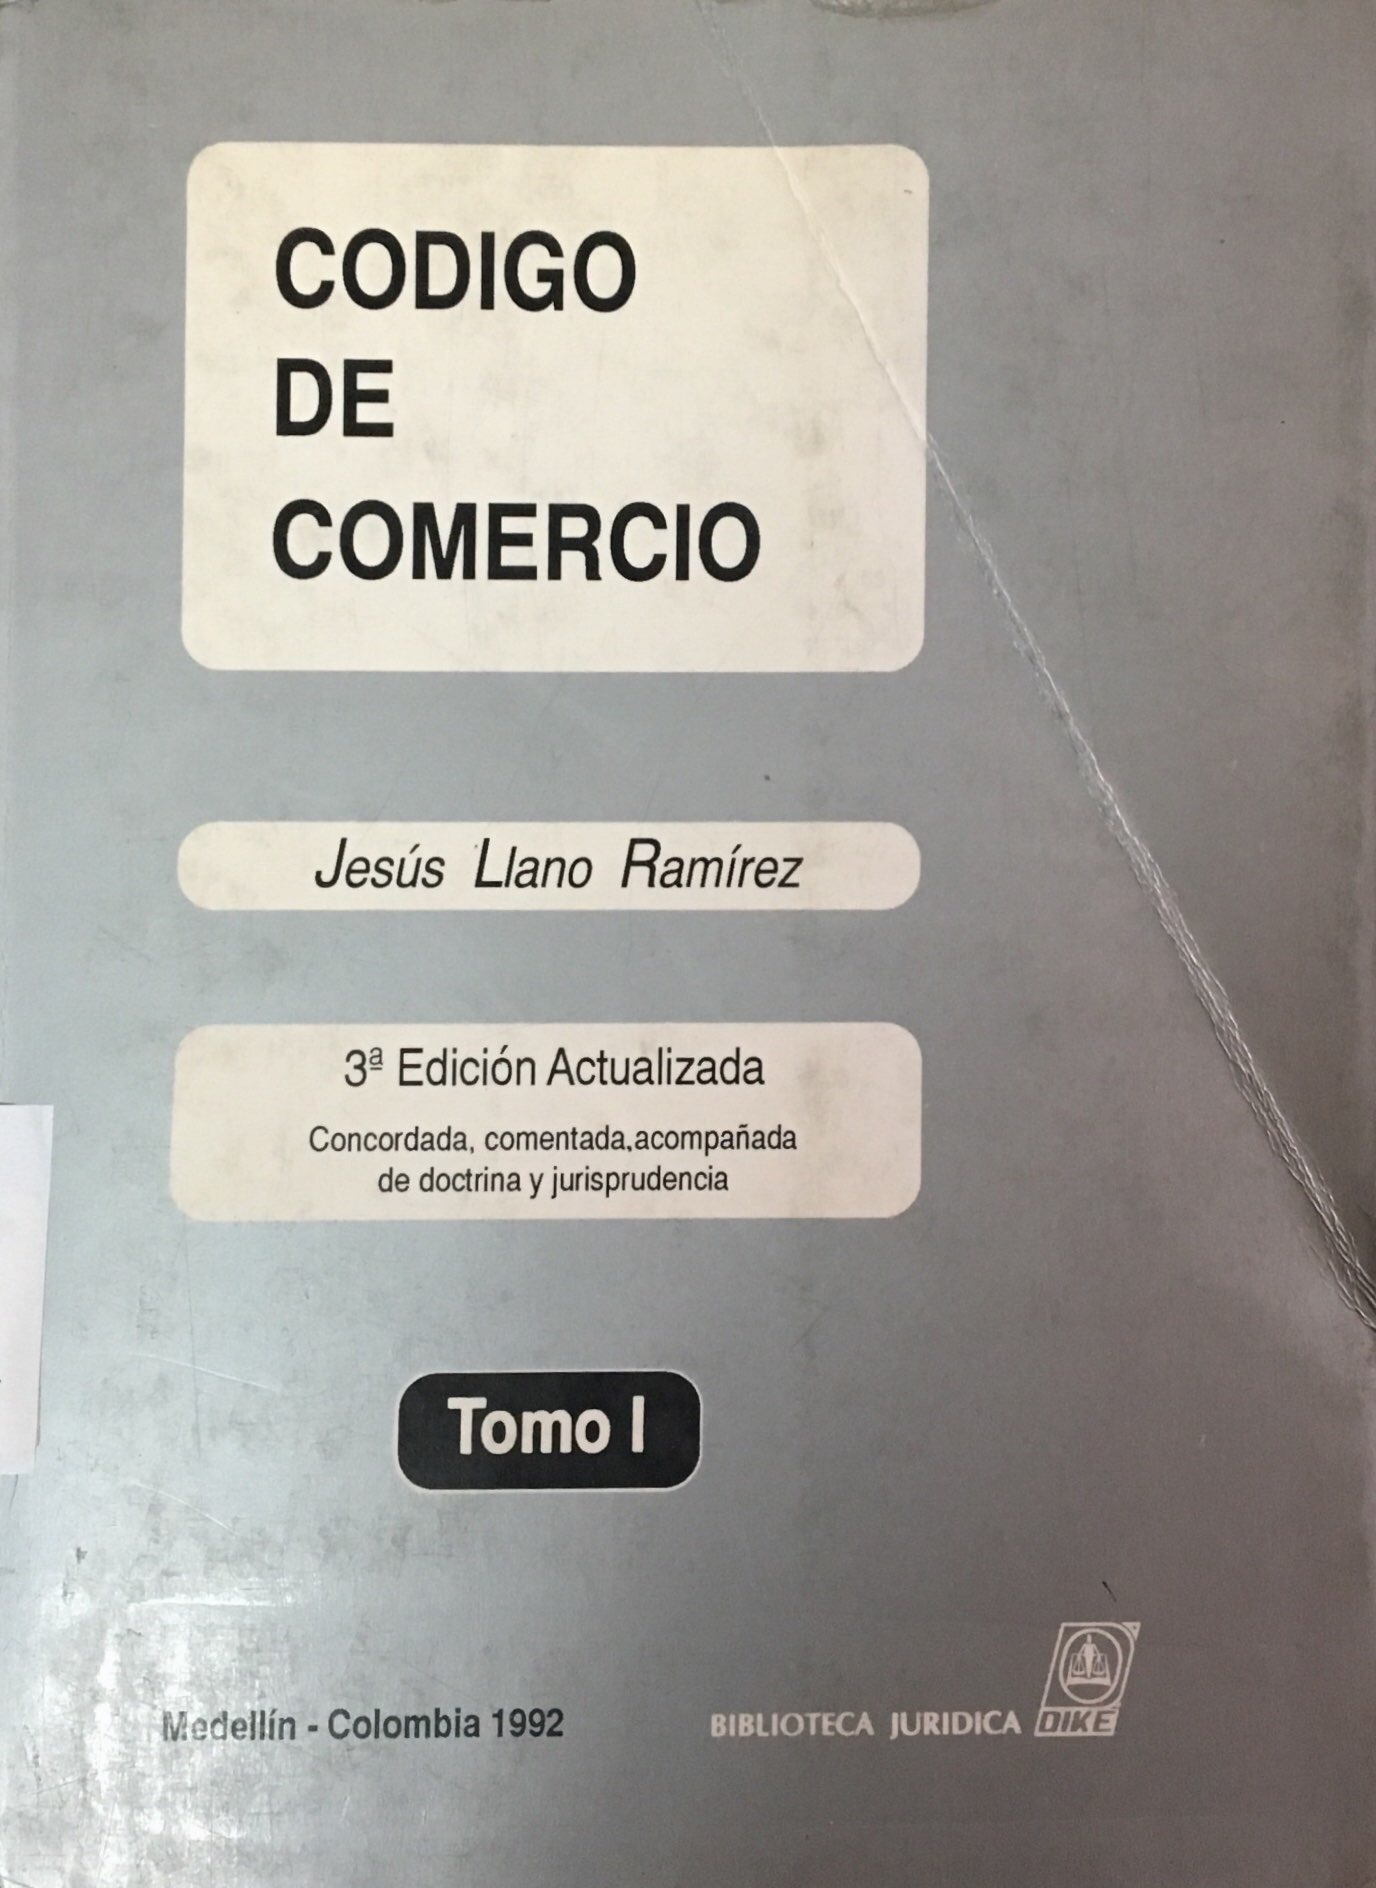 CODIGO
DE
COMERCIO
Jesús Llano Ramírez
3ª Edición Actualizada
Concordada, comentada,acompañada
de doctrina y jurisprudencia
Tomo I
Medellín - Colombia 1992
BIBLIOTECA JURIDICA DIKE